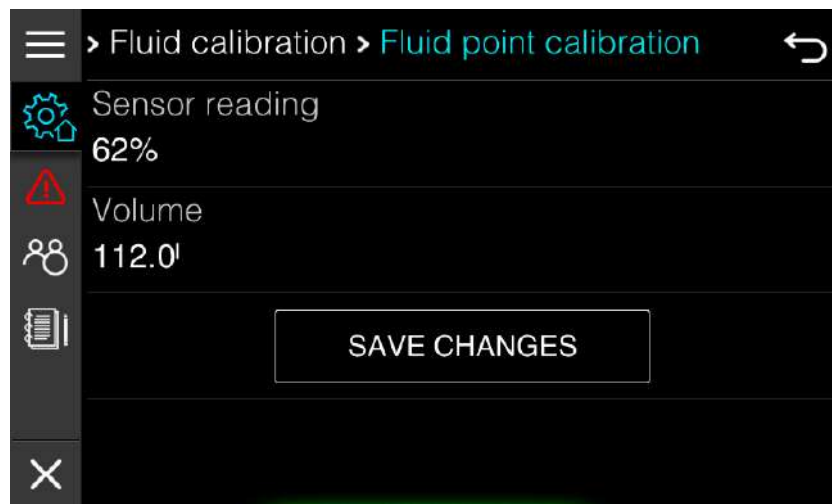 > Fluid calibration > Fluid point calibration
Sensor reading
62%
Volume
112.0l
SAVE CHANGES